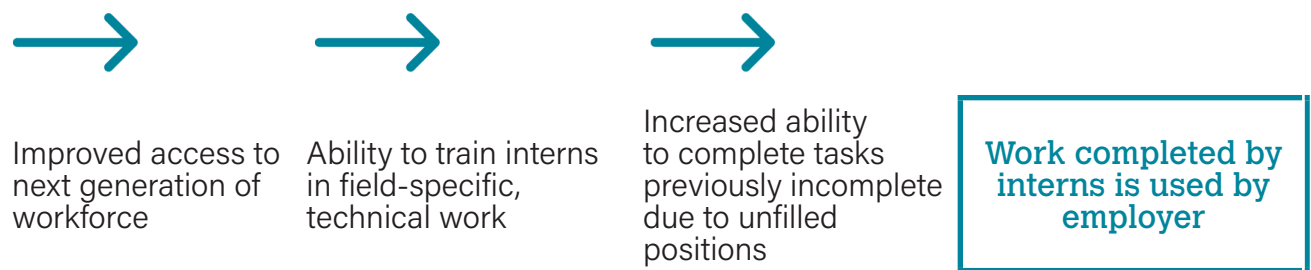 Improved access to
next generation of
workforce
Ability to train interns
in field-specific,
technical work
Increased ability
to complete tasks
previously incomplete
due to unfilled
positions
Work completed by
interns is used by
employer